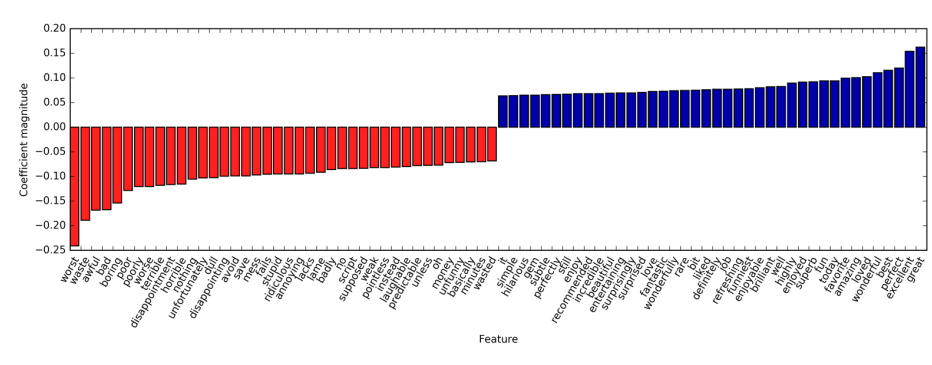 0.20
0.15
0.10
0.05
0.00
−0.05
−0.10
−0.15
−0.20
−0.25
Coefficient magnitude
worst
waste
awful
bad
boring
poor
poorly
worse
terrible
disappointment
horrible
nothing
unfortunately
dull
disappointing
avoid
save
mess
fails
stupid
ridiculous
annoying
lacks
lame
badly
no
script
supposed
weak
pointless
instead
laughable
predictable
unless
oh
money
unfunny
basically
minutes
wasted
it
simple
hilarious
gem
subtle
perfectly
still
enjoy
recommended
incredible
beautiful
entertaining
surprisingly
surprised
love
fantastic
wonderfully
rare
bit
liked
definitely
job
refreshing
funniest
enjoyable
brilliant
well
highly
enjoyed
superb
fun
today
favorite
amazing
loved
wonderful
best
perfect
excellent
great
Feature